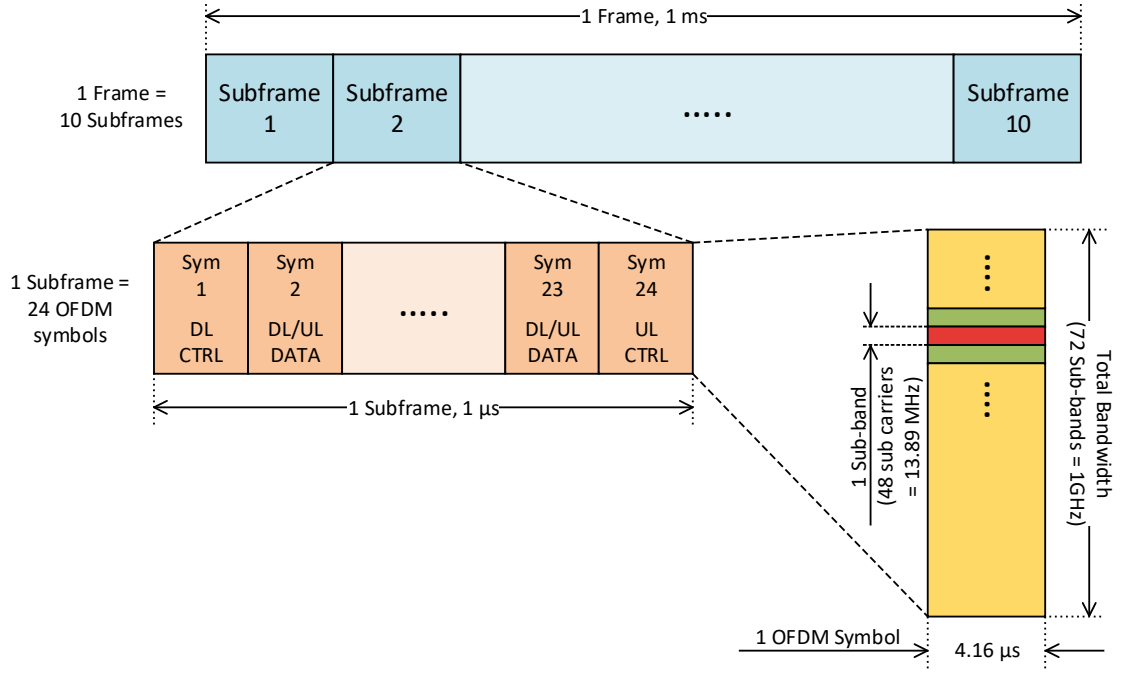 1 Frame, 1 ms
1 Frame =
10 Subframes
Subframe
1
Subframe
2
.....
Subframe
10
1 Subframe =
24 OFDM
symbols
Sym
1
DL
CTRL
Sym
2
DL/UL
DATA
.....
Sym
23
DL/UL
DATA
Sym
24
UL
CTRL
1 Subframe, 1 µs
....
....
1 Sub-band
(48 sub carriers
= 13.89 MHz)
Total Bandwidth
(72 Sub-bands = 1GHz)
1 OFDM Symbol
4.16 µs